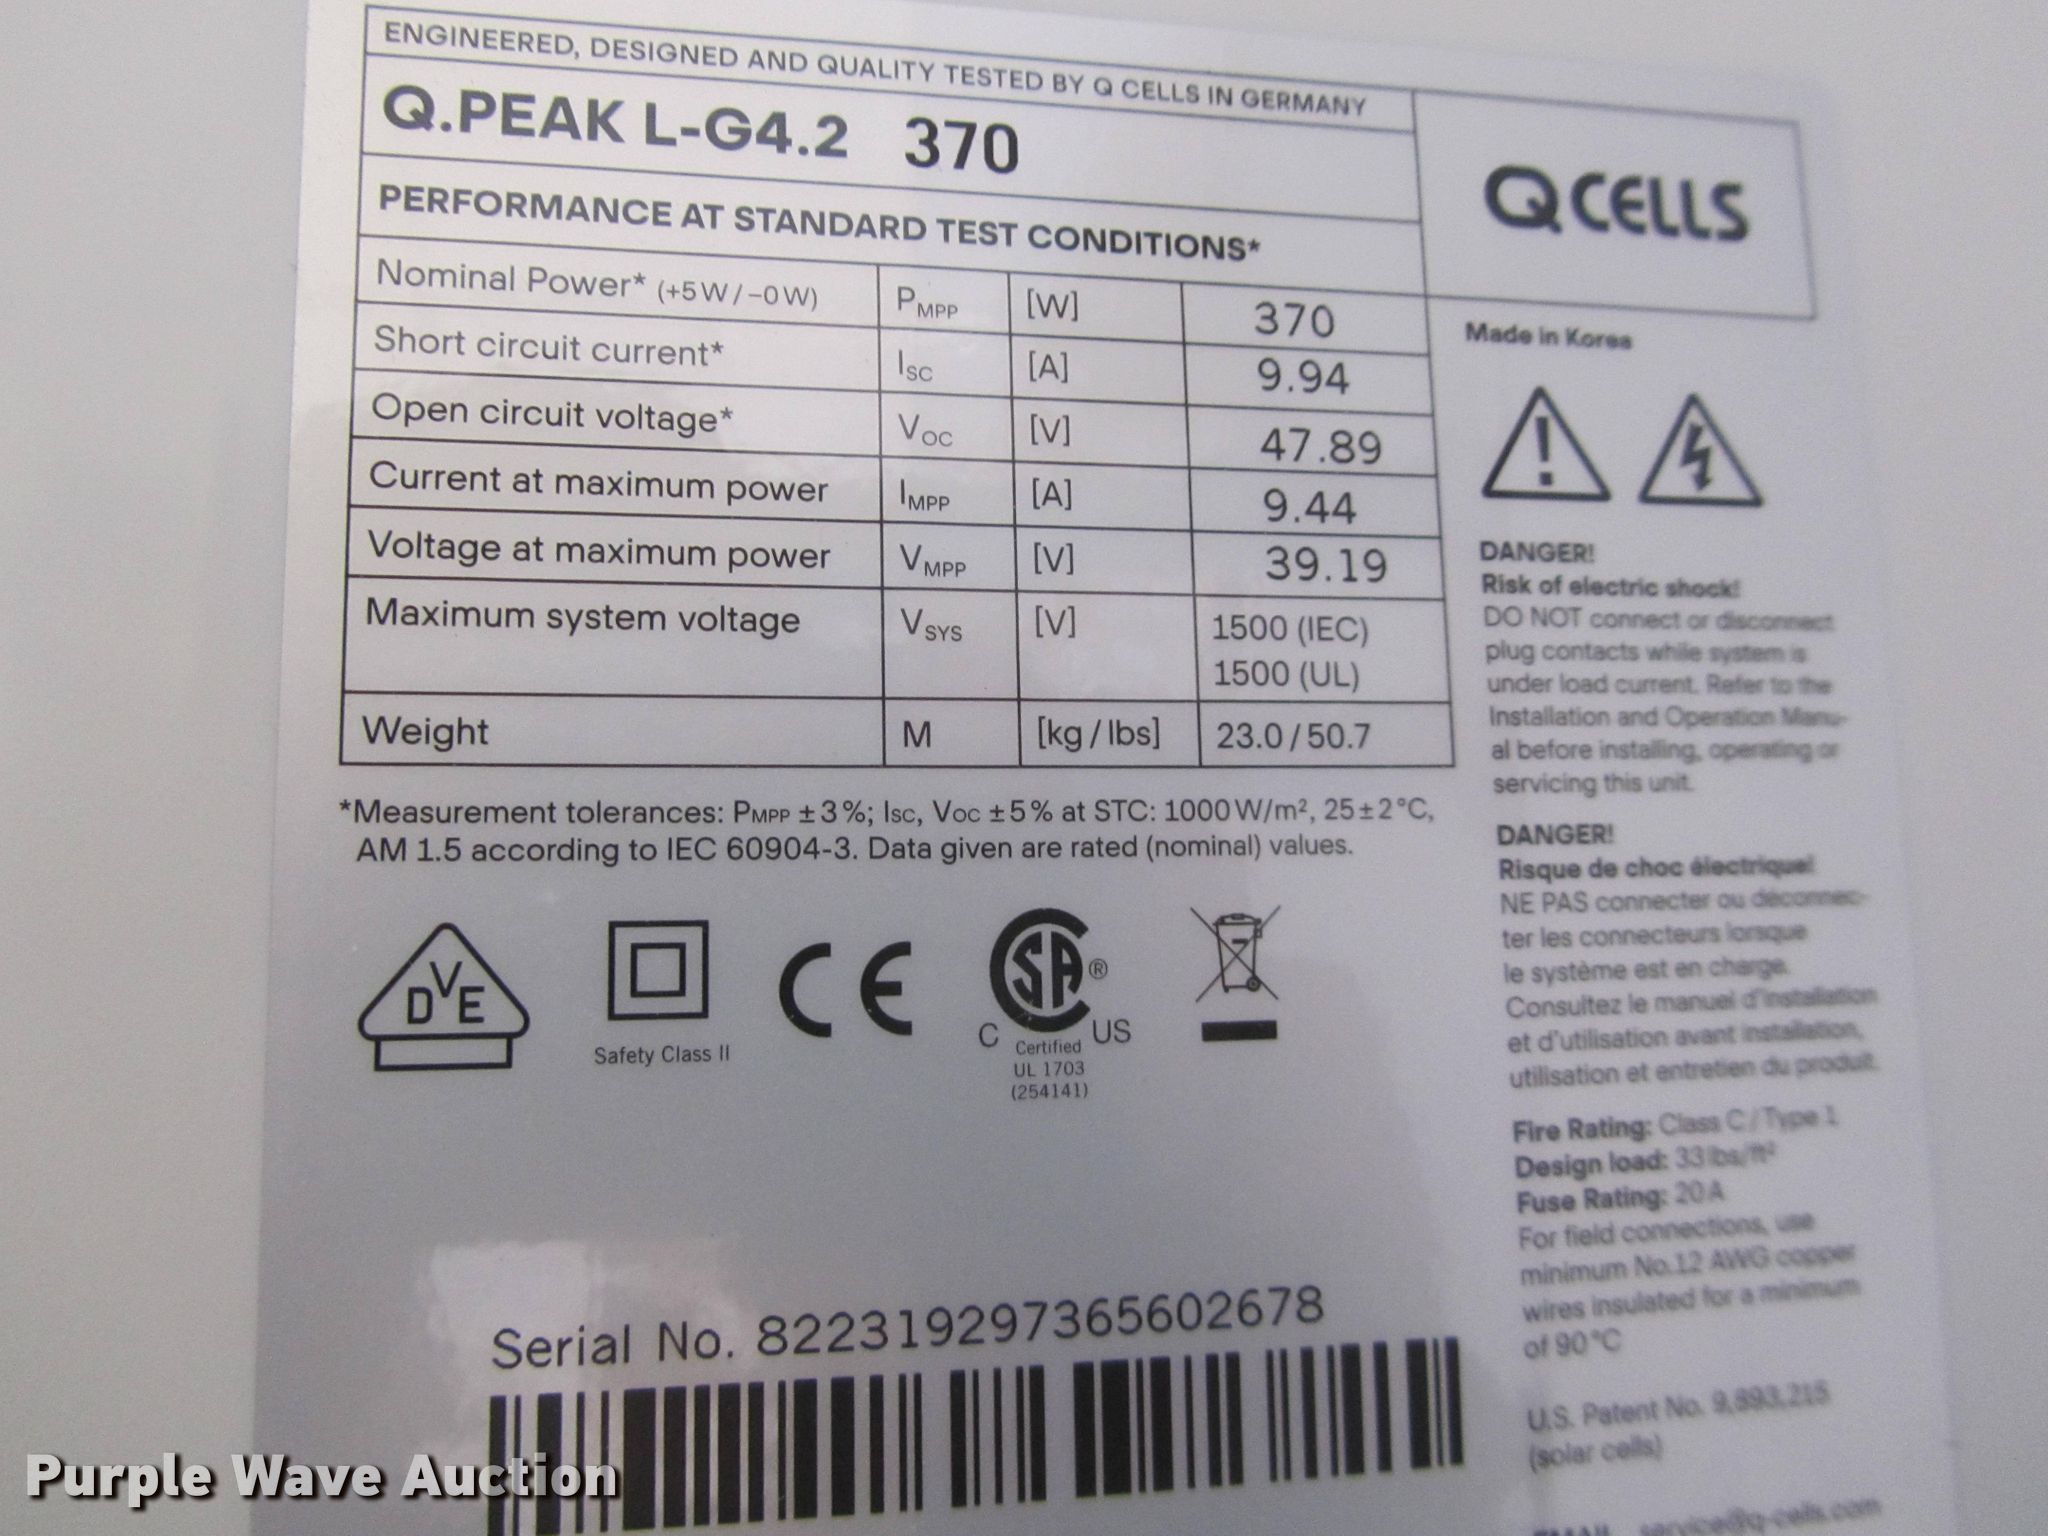 ENGINEERED, DESIGNED AND QUALITY TESTED BY Q CELLS IN GERMANY
Q.PEAK L-G4.2 370
PERFORMANCE AT STANDARD TEST CONDITIONS*
Nominal Power* (+5W/−0W) PMPP [W] 370
Short circuit current* ISC [A] 9.94
Open circuit voltage* VOC [V] 47.89
Current at maximum power IMPP [A] 9.44
Voltage at maximum power VMPP [V] 39.19
Maximum system voltage VSYS [V] 1500 (IEC)
1500 (UL)
Weight M [kg/lbs] 23.0/50.7
*Measurement tolerances: PMPP ±3%; ISC, VOC ±5% at STC: 1000W/m², 25±2°C,
AM 1.5 according to IEC 60904-3. Data given are rated (nominal) values.
DVE
Safety Class II
CE
SA®
C US
Certified
UL 1703
(254141)
Serial No. 822319297365602678
Q CELLS
Made in Korea
!
DANGER!
Risk of electric shock!
DO NOT connect or disconnect
plug contacts while system is
under load current. Refer to the
Installation and Operation Manu-
al before installing, operating or
servicing this unit.
DANGER!
Risque de choc électrique!
NE PAS connecter ou déconnec-
ter les connecteurs lorsque
le système est en charge.
Consultez le manuel d'installation
et d'utilisation avant installation,
utilisation et entretien du produit.
Fire Rating: Class C/Type 1
Design load: 33 lbs/ft²
Fuse Rating: 20A
For field connections, use
minimum No.12 AWG copper
wires insulated for a minimum
of 90°C
U.S. Patent No. 9,893,215
(solar cells)
EMAIL service@q-cells.com
Purple Wave Auction